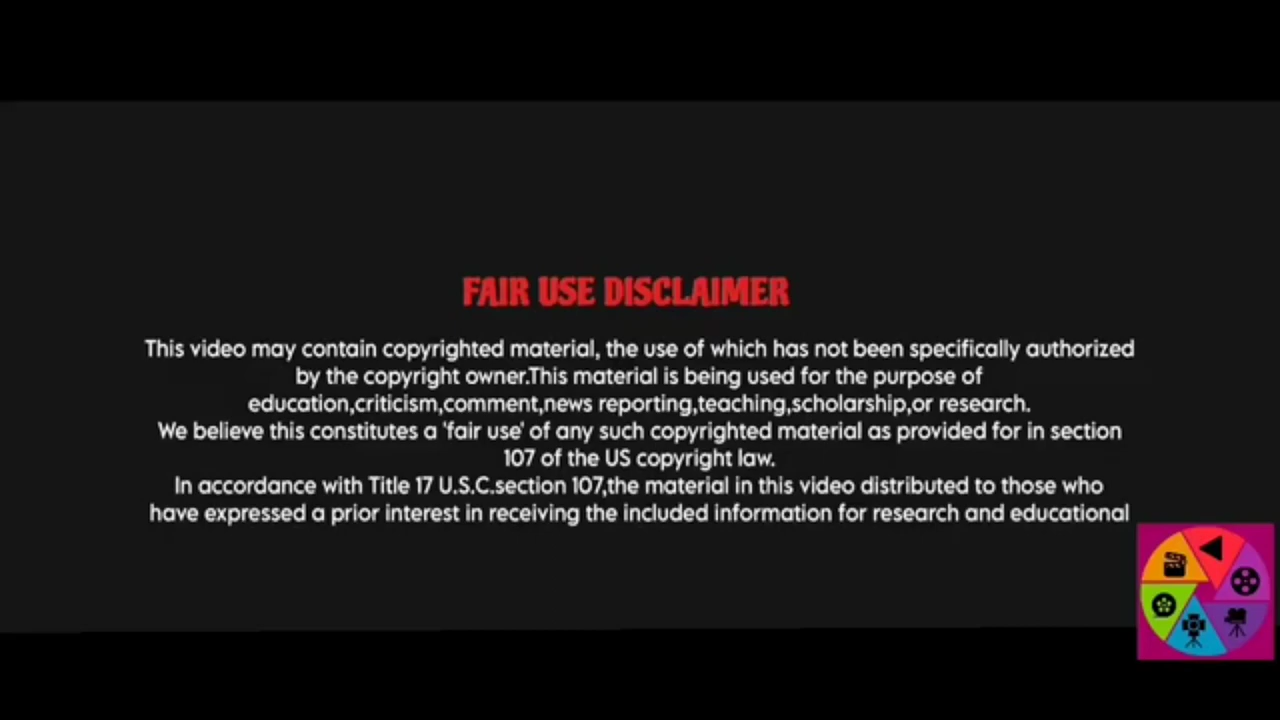 FAIR USE DISCLAIMER
This video may contain copyrighted material, the use of which has not been specifically authorized
by the copyright owner.This material is being used for the purpose of
education,criticism,comment,news reporting,teaching,scholarship,or research.
We believe this constitutes a 'fair use' of any such copyrighted material as provided for in section
107 of the US copyright law.
In accordance with Title 17 U.S.C.section 107,the material in this video distributed to those who
have expressed a prior interest in receiving the included information for research and educational